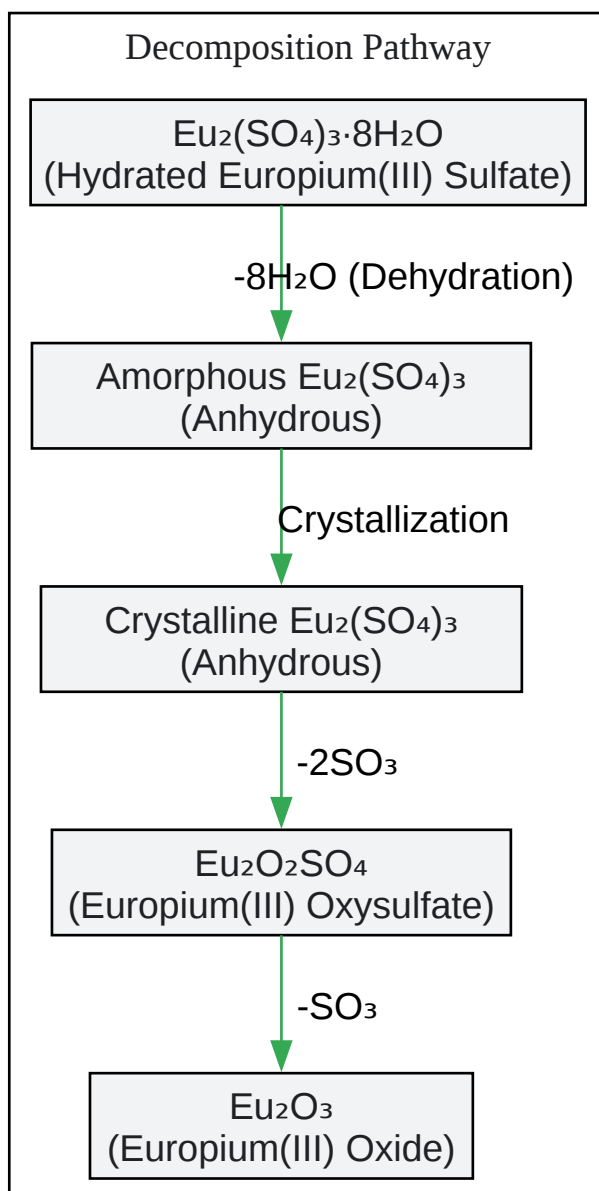 Decomposition Pathway
Eu₂(SO₄)₃·8H₂O
(Hydrated Europium(III) Sulfate)
-8H₂O (Dehydration)
Amorphous Eu₂(SO₄)₃
(Anhydrous)
Crystallization
Crystalline Eu₂(SO₄)₃
(Anhydrous)
-2SO₃
Eu₂O₂SO₄
(Europium(III) Oxysulfate)
-SO₃
Eu₂O₃
(Europium(III) Oxide)